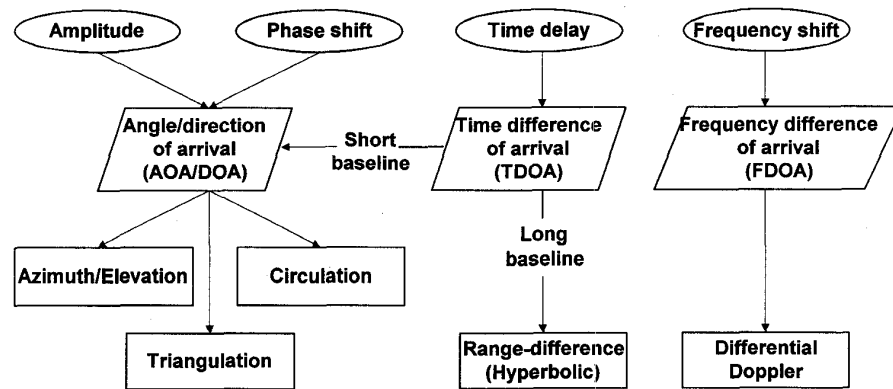 Amplitude
Phase shift
Time delay
Frequency shift
Angle/direction
of arrival
(AOA/DOA)
Short
baseline
Time difference
of arrival
(TDOA)
Frequency difference
of arrival
(FDOA)
Long
baseline
Azimuth/Elevation
Circulation
Triangulation
Range-difference
(Hyperbolic)
Differential
Doppler